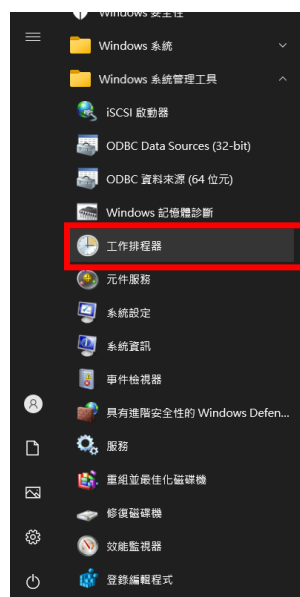 Windows 安全性
Windows 系統
Windows 系統管理工具
iSCSI 啟動器
ODBC Data Sources (32-bit)
ODBC 資料來源 (64 位元)
Windows 記憶體診斷
工作排程器
元件服務
系統設定
系統資訊
事件檢視器
具有進階安全性的 Windows Defen...
服務
重組並最佳化磁碟機
修復磁碟機
效能監視器
登錄編輯程式